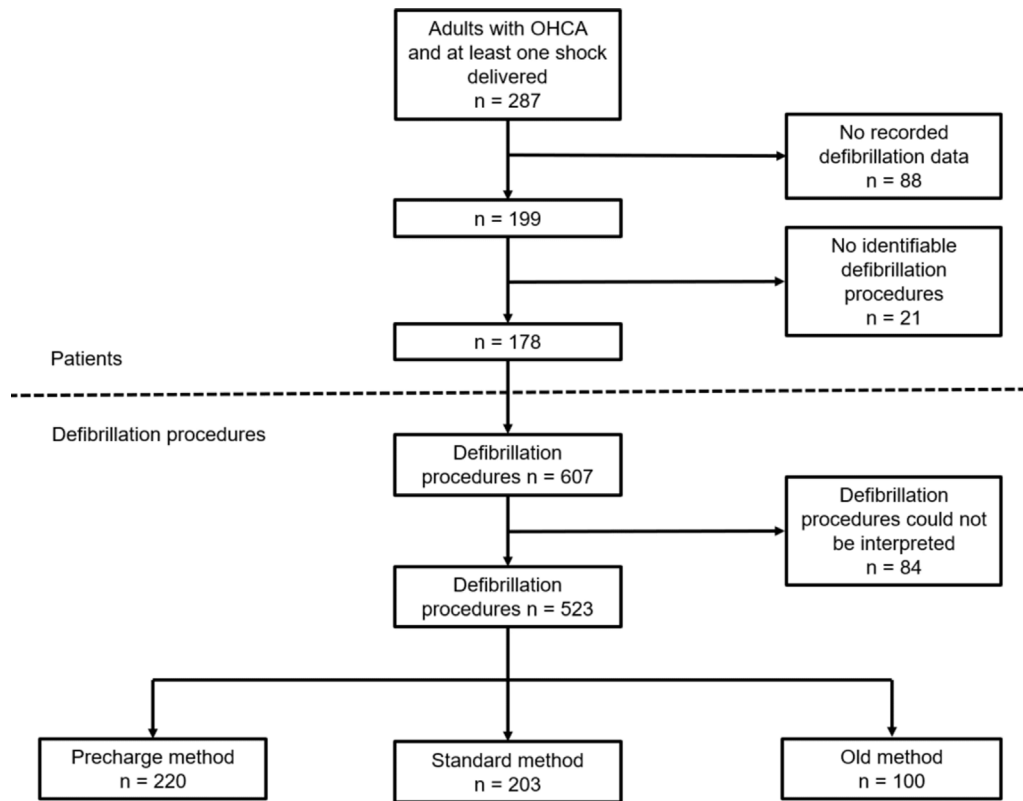 Adults with OHCA
and at least one shock
delivered
n = 287
No recorded
defibrillation data
n = 88
n = 199
No identifiable
defibrillation
procedures
n = 21
n = 178
Patients
Defibrillation procedures
Defibrillation
procedures n = 607
Defibrillation
procedures could not
be interpreted
n = 84
Defibrillation
procedures n = 523
Precharge method
n = 220
Standard method
n = 203
Old method
n = 100